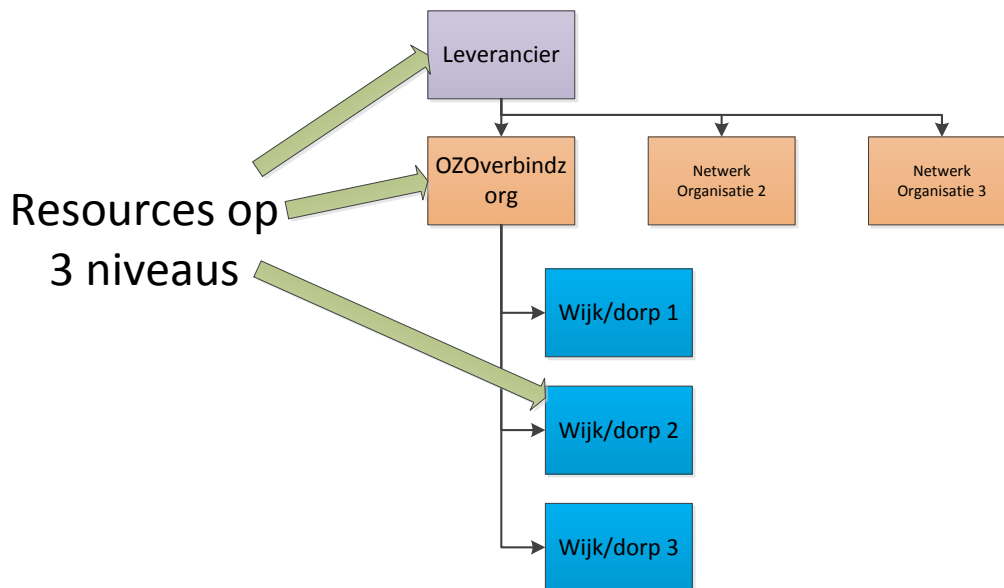 Leverancier
OZOverbindz
org
Netwerk
Organisatie 2
Netwerk
Organisatie 3
Resources op
3 niveaus
Wijk/dorp 1
Wijk/dorp 2
Wijk/dorp 3